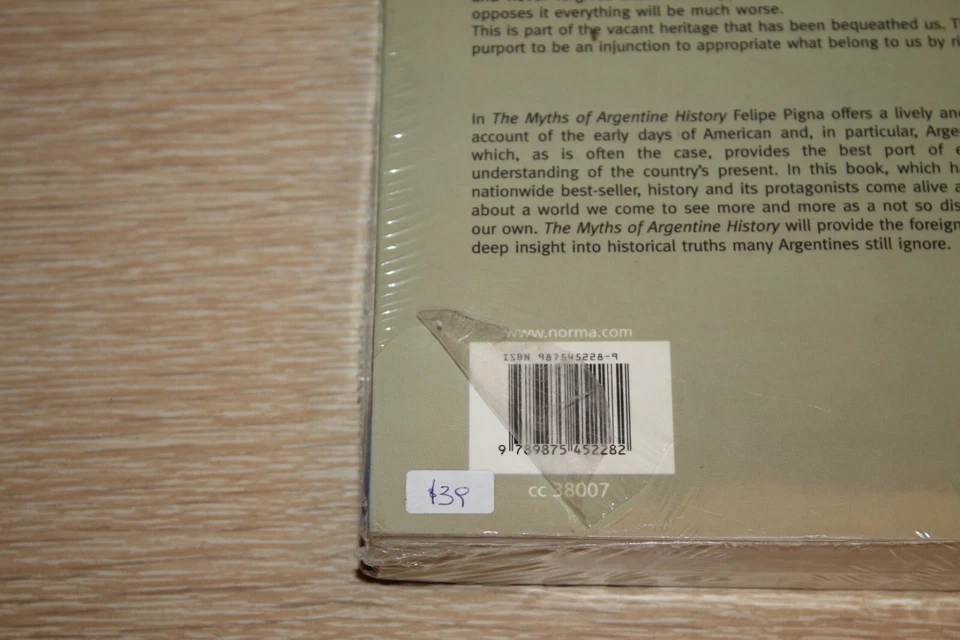 opposes it everything will be much worse.
This is part of the vacant heritage that has been bequeathed us.
purport to be an injunction to appropriate what belong to us by
In The Myths of Argentine History Felipe Pigna offers a lively
account of the early days of American and, in particular,
which, as is often the case, provides the best port of
understanding of the country's present. In this book, which
nationwide best-seller, history and its protagonists come alive
about a world we come to see more and more as a not so
our own. The Myths of Argentine History will provide the
deep insight into historical truths many Argentines still ignore.
www.norma.com
ISBN 987545228-9
9 789875 452282
$39
cc 38007